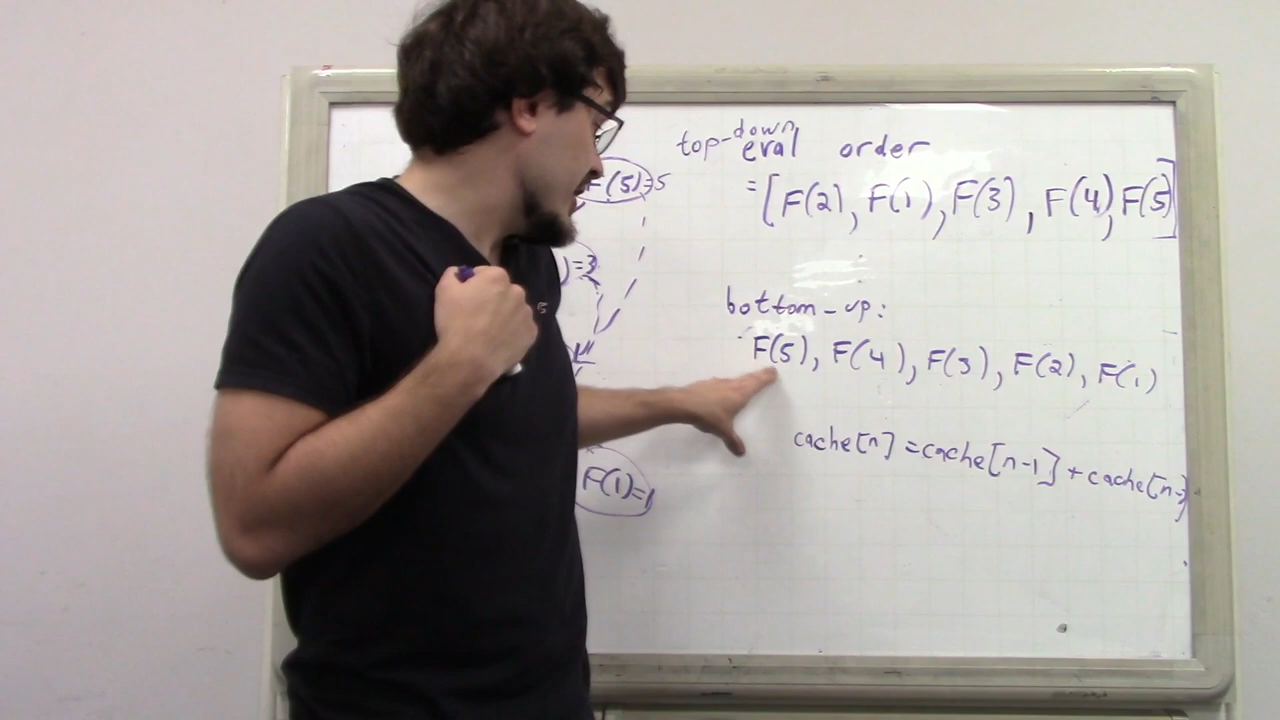 top-down eval order
F(5)=5
=[F(2), F(1), F(3), F(4), F(5)]
)=3
bottom-up:
F(5), F(4), F(3), F(2), F(1)
cache[n]=cache[n-1]+cache[n-
F(1)=1